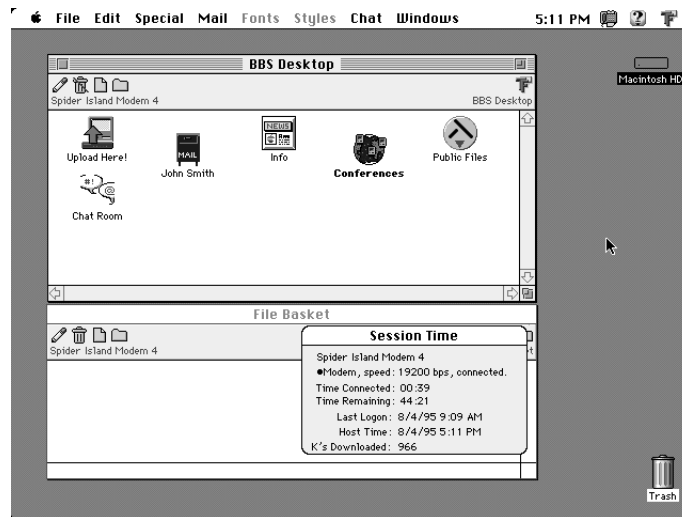 File Edit Special Mail Fonts Styles Chat Windows 5:11 PM
BBS Desktop
Spider Island Modem 4
BBS Desktop
Macintosh HD
Upload Here!
MAIL
John Smith
NEWS
Info
Conferences
Public Files
#!
@
Chat Room
File Basket
Spider Island Modem 4
t
Session Time
Spider Island Modem 4
●Modem, speed: 19200 bps, connected.
Time Connected: 00:39
Time Remaining: 44:21
Last Logon: 8/4/95 9:09 AM
Host Time: 8/4/95 5:11 PM
K's Downloaded: 966
Trash